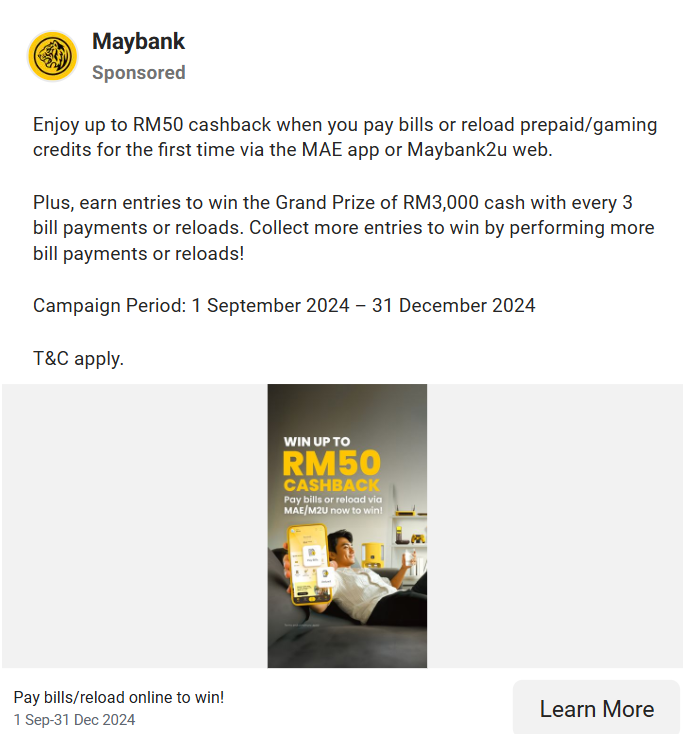 Maybank
Sponsored
Enjoy up to RM50 cashback when you pay bills or reload prepaid/gaming
credits for the first time via the MAE app or Maybank2u web.
Plus, earn entries to win the Grand Prize of RM3,000 cash with every 3
bill payments or reloads. Collect more entries to win by performing more
bill payments or reloads!
Campaign Period: 1 September 2024 – 31 December 2024
T&C apply.
WIN UP TO
RM50
CASHBACK
Pay bills or reload via
MAE/M2U now to win!
Pay bills/reload online to win!
1 Sep-31 Dec 2024
Learn More